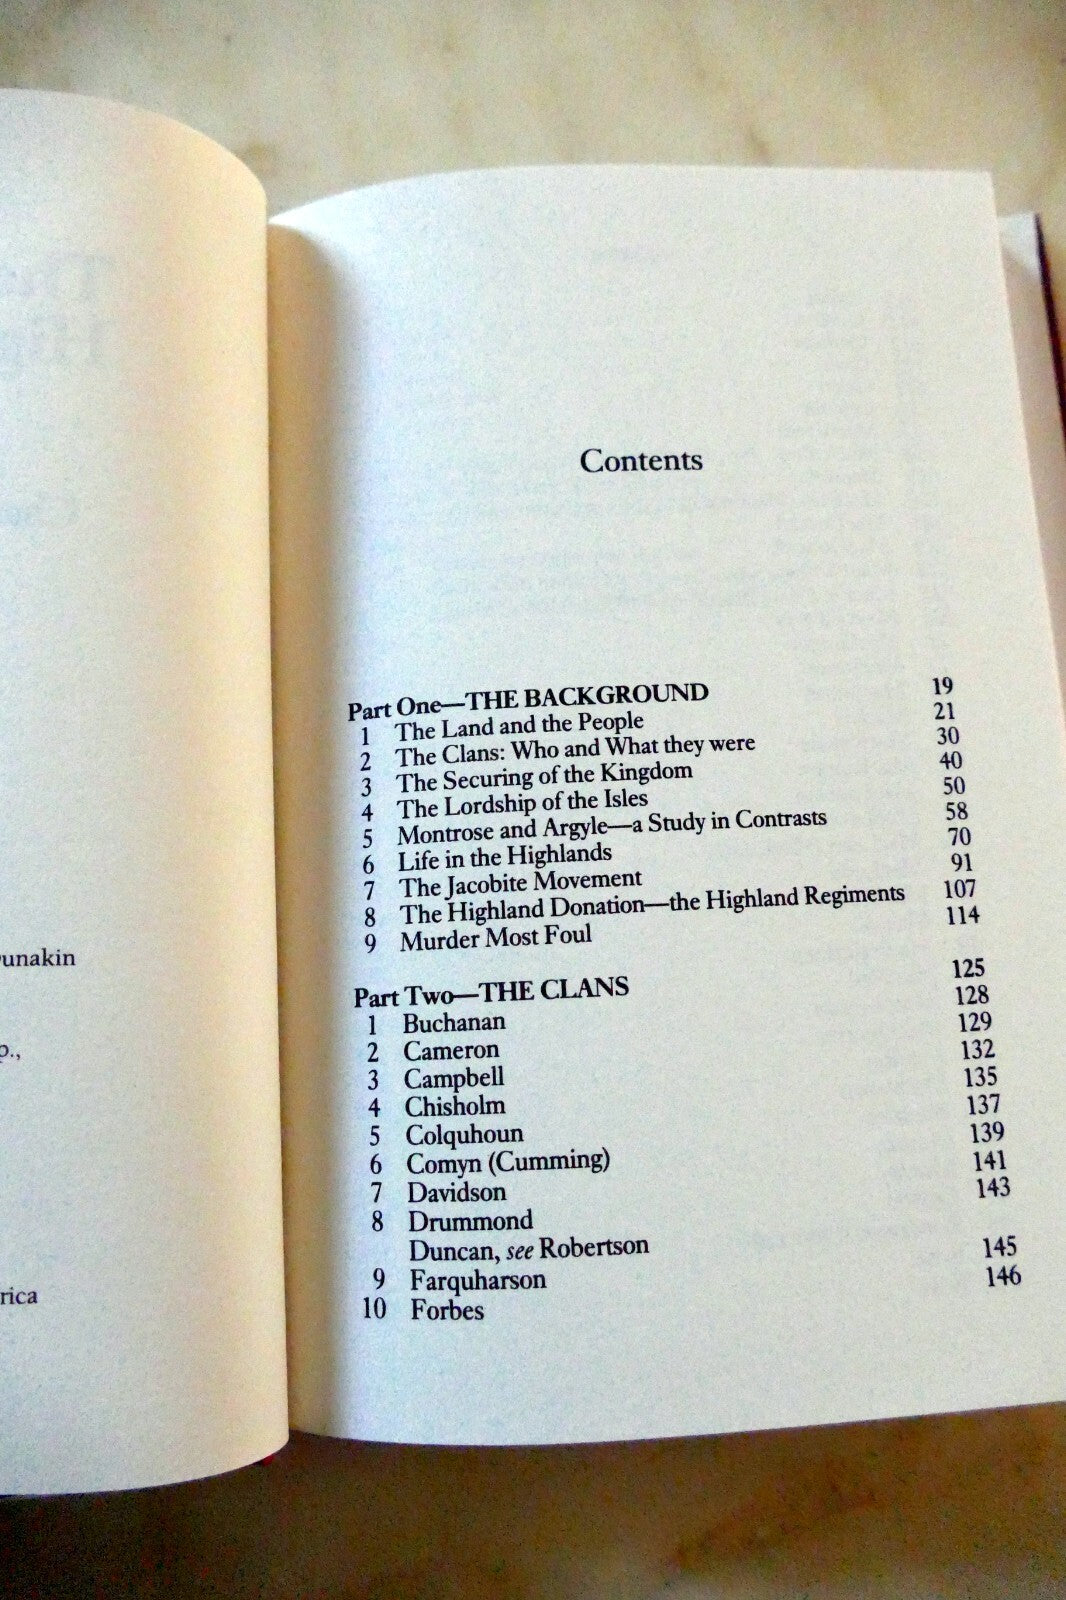 unakin
p.,
rica
Contents
Part One—THE BACKGROUND 19
1 The Land and the People 21
2 The Clans: Who and What they were 30
3 The Securing of the Kingdom 40
4 The Lordship of the Isles 50
5 Montrose and Argyle—a Study in Contrasts 58
6 Life in the Highlands 70
7 The Jacobite Movement 91
8 The Highland Donation—the Highland Regiments 107
9 Murder Most Foul 114
Part Two—THE CLANS 125
1 Buchanan 128
2 Cameron 129
3 Campbell 132
4 Chisholm 135
5 Colquhoun 137
6 Comyn (Cumming) 139
7 Davidson 141
8 Drummond 143
Duncan, see Robertson
9 Farquharson 145
10 Forbes 146